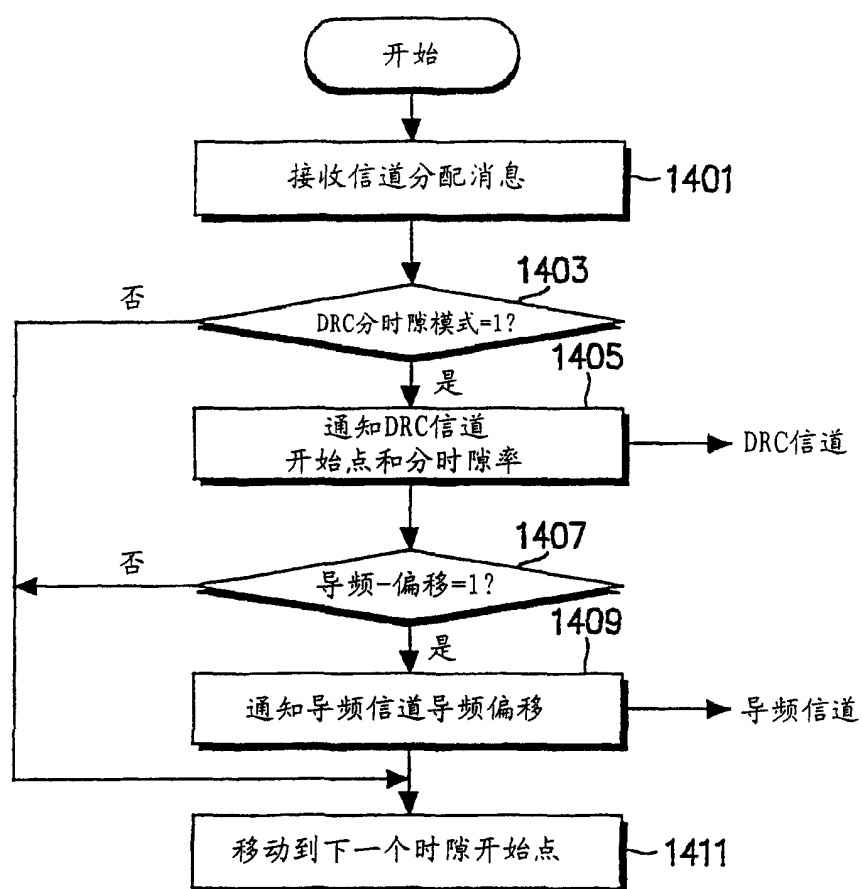 开始
接收信道分配消息
1401
1403
否
DRC分时隙模式=1?
是
1405
通知DRC信道
开始点和分时隙率
DRC信道
1407
否
导频-偏移=1?
是
1409
通知导频信道导频偏移
导频信道
移动到下一个时隙开始点
1411